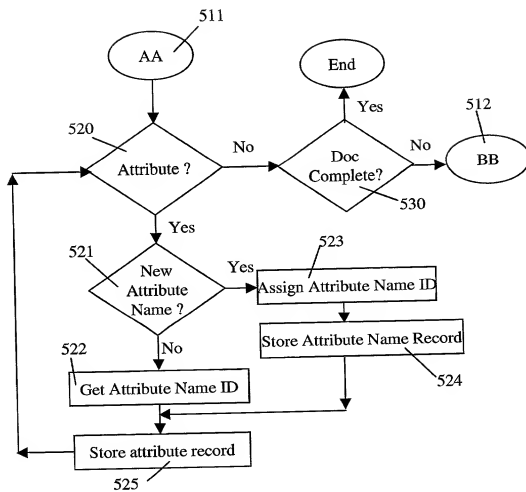 511
AA
End
Yes
520
Attribute ?
No
Doc
Complete?
530
No
512
BB
Yes
521
New
Attribute
Name ?
Yes
523
Assign Attribute Name ID
No
Store Attribute Name Record
524
522
Get Attribute Name ID
Store attribute record
525